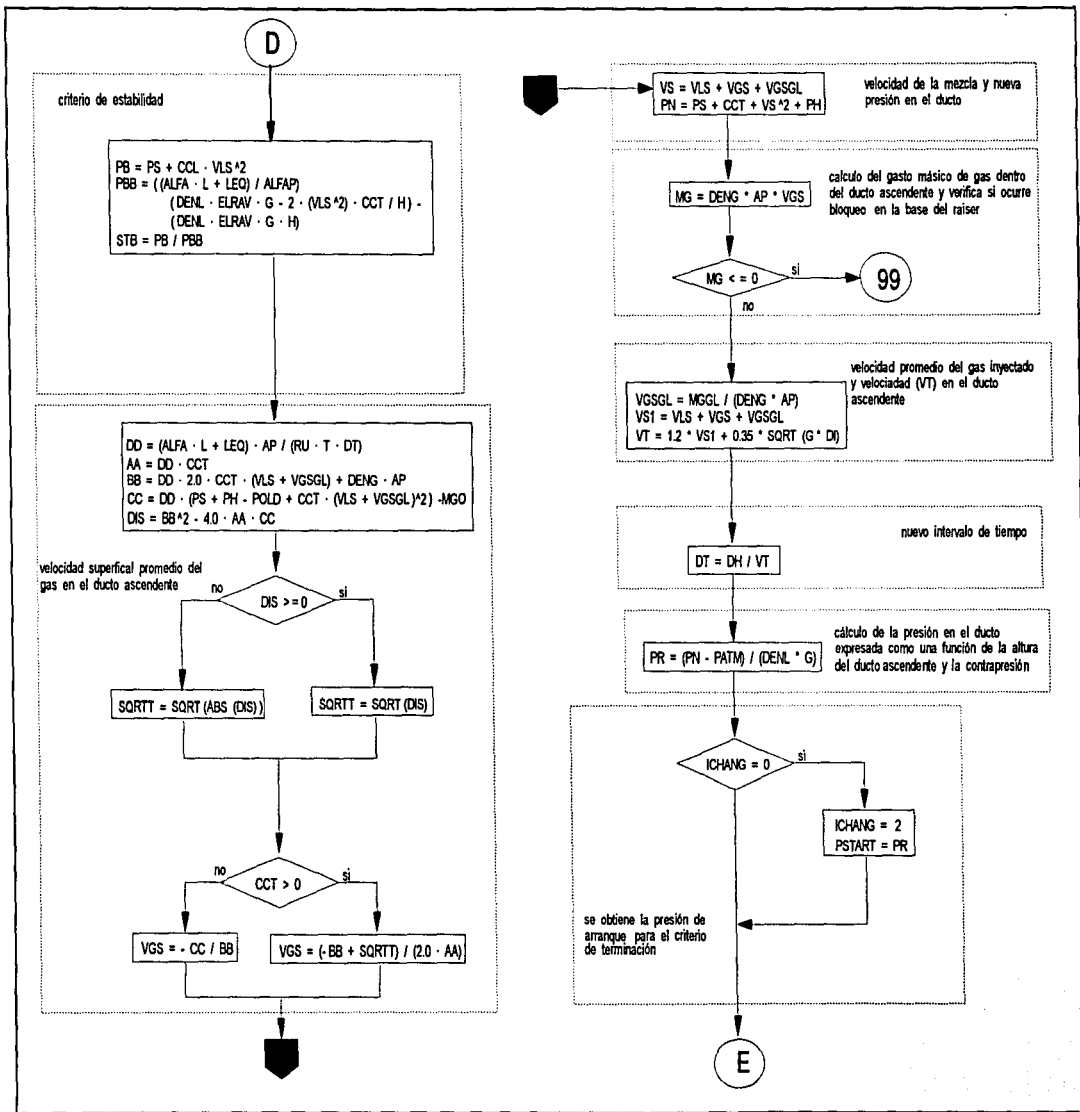 D
criterio de estabilidad
PB = PS + CCL · VLS ^2
PBB = ((ALFA · L + LEQ) / ALFAP)
(DENL · ELRAV · G - 2 · (VLS ^2) · CCT / H) -
(DENL · ELRAV · G · H)
STB = PB / PBB
DD = (ALFA · L + LEQ) · AP / (RU · T · DT)
AA = DD · CCT
BB = DD · 2.0 · CCT · (VLS + VGSGL) + DENG · AP
CC = DD · (PS + PH - POLD + CCT · (VLS + VGSGL)^2) -MGO
DIS = BB^2 - 4.0 · AA · CC
velocidad superfical promedio del
gas en el ducto ascendente
no
DIS >=0
si
SQRTT = SQRT (ABS (DIS))
SQRTT = SQRT (DIS)
no
CCT > 0
si
VGS = - CC / BB
VGS = (- BB + SQRTT) / (2.0 · AA)
VS = VLS + VGS + VGSGL
PN = PS + CCT + VS ^2 + PH
velocidad de la mezcla y nueva
presión en el ducto
calculo del gasto másico de gas dentro
del ducto ascendente y verifica si ocurre
bloqueo en la base del raiser
MG = DENG * AP * VGS
MG < = 0
si
99
no
velocidad promedio del gas inyectado
y velociadad (VT) en el ducto
ascendente
VGSGL = MGGL / (DENG * AP)
VS1 = VLS + VGS + VGSGL
VT = 1.2 * VS1 + 0.35 * SQRT (G * DI)
nuevo intervalo de tiempo
DT = DH / VT
cálculo de la presión en el ducto
expresada como una función de la altura
del ducto ascendente y la contrapresión
PR = (PN - PATM) / (DENL * G)
ICHANG = 0
si
ICHANG = 2
PSTART = PR
se obtiene la presión de
arranque para el criterio
de terminación
E